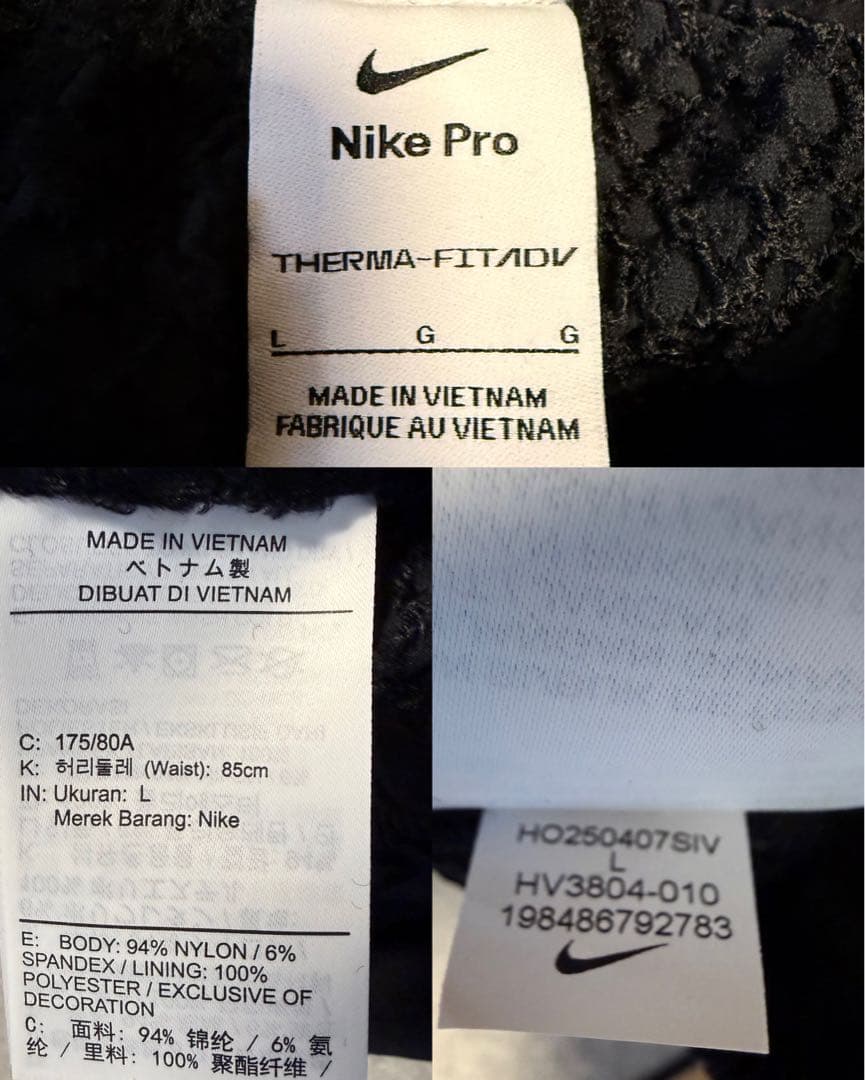 Nike Pro
THERMA-FIT ADV
L G G
MADE IN VIETNAM
FABRIQUE AU VIETNAM
MADE IN VIETNAM
ベトナム製
DIBUAT DI VIETNAM
C: 175/80A
K: 허리둘레 (Waist): 85cm
IN: Ukuran: L
Merek Barang: Nike
E: BODY: 94% NYLON / 6%
SPANDEX / LINING: 100%
POLYESTER / EXCLUSIVE OF
DECORATION
C: 面料: 94% 锦纶 / 6% 氨
纶 / 里料: 100% 聚酯纤维 /
HO250407SIV
L
HV3804-010
198486792783